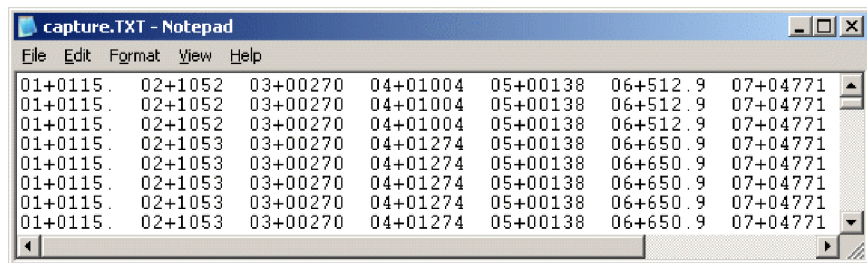 capture.TXT - Notepad
File Edit Format View Help
01+0115. 02+1052 03+00270 04+01004 05+00138 06+512.9 07+04771
01+0115. 02+1052 03+00270 04+01004 05+00138 06+512.9 07+04771
01+0115. 02+1052 03+00270 04+01004 05+00138 06+512.9 07+04771
01+0115. 02+1053 03+00270 04+01274 05+00138 06+650.9 07+04771
01+0115. 02+1053 03+00270 04+01274 05+00138 06+650.9 07+04771
01+0115. 02+1053 03+00270 04+01274 05+00138 06+650.9 07+04771
01+0115. 02+1053 03+00270 04+01274 05+00138 06+650.9 07+04771
01+0115. 02+1053 03+00270 04+01274 05+00138 06+650.9 07+04771